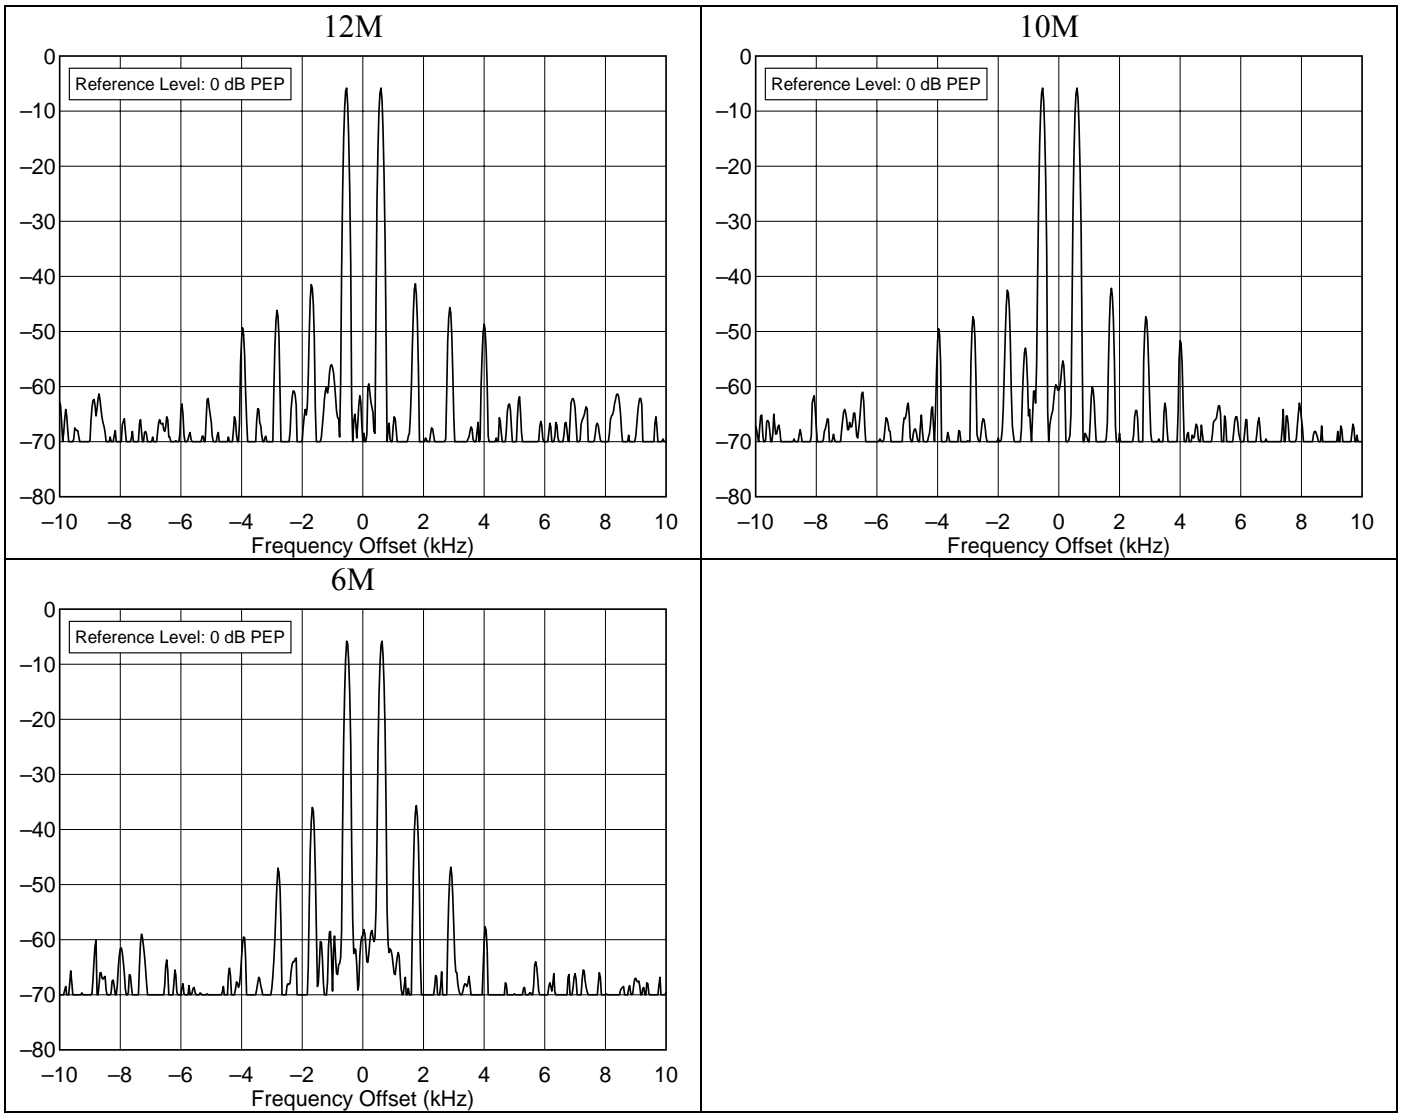 12M
Reference Level: 0 dB PEP
0
–10
–20
–30
–40
–50
–60
–70
–80
–10 –8 –6 –4 –2 0 2 4 6 8 10
Frequency Offset (kHz)
10M
Reference Level: 0 dB PEP
0
–10
–20
–30
–40
–50
–60
–70
–80
–10 –8 –6 –4 –2 0 2 4 6 8 10
Frequency Offset (kHz)
6M
Reference Level: 0 dB PEP
0
–10
–20
–30
–40
–50
–60
–70
–80
–10 –8 –6 –4 –2 0 2 4 6 8 10
Frequency Offset (kHz)